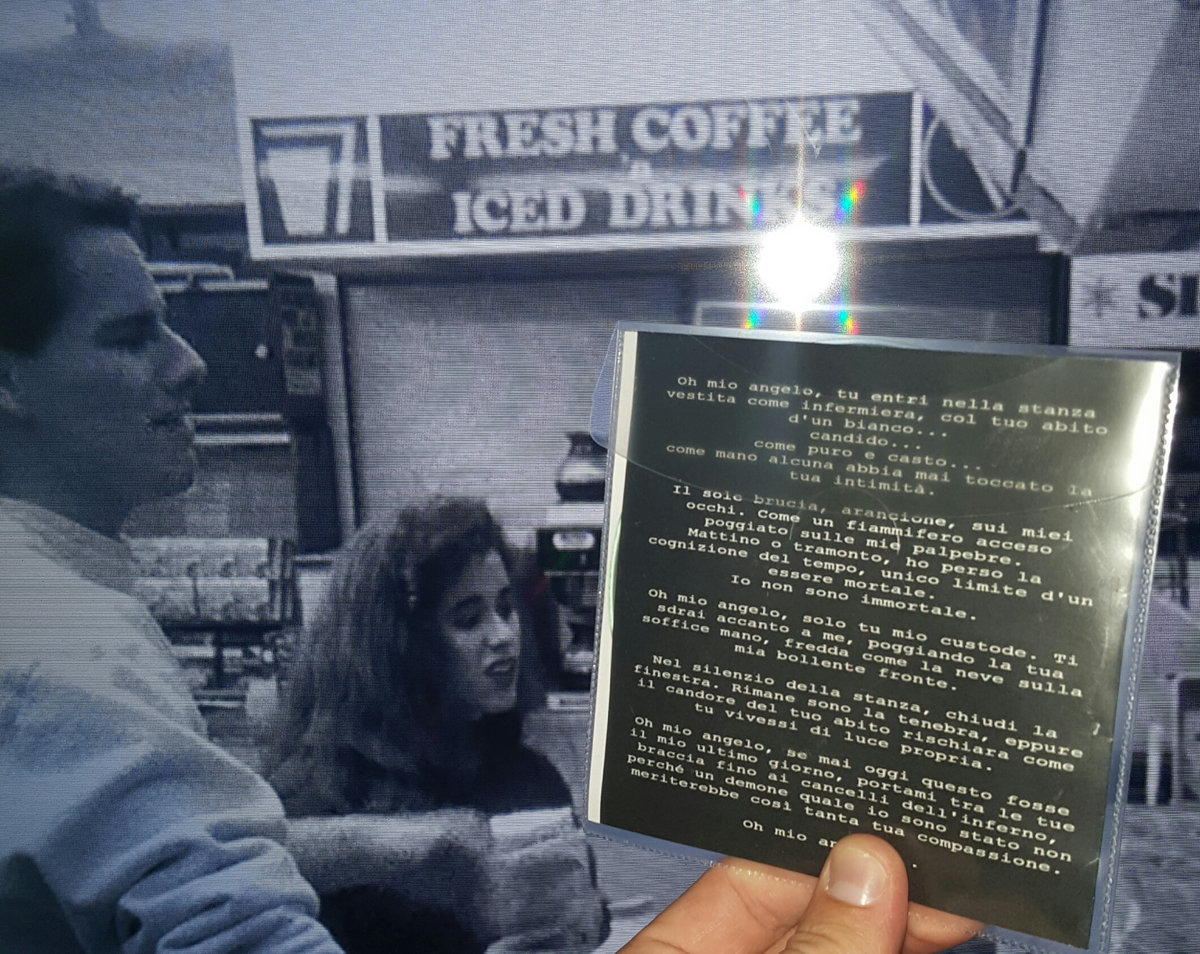 FRESH COFFEE
'n
ICED DRINKS
Oh mio angelo, tu entri nella stanza
vestita come infermiera, col tuo abito
d'un bianco...
candido...
come puro e casto...
come mano alcuna abbia mai toccato la
tua intimità.
Il sole brucia, arancione, sui miei
occhi. Come un fiammifero acceso
poggiato sulle mie palpebre.
Mattino o tramonto, ho perso la
cognizione del tempo, unico limite d'un
essere mortale.
Io non sono immortale.
Oh mio angelo, solo tu mio custode. Ti
sdrai accanto a me, poggiando la tua
soffice mano, fredda come la neve sulla
mia bollente fronte.
Nel silenzio della stanza, chiudi la
finestra. Rimane sono la tenebra, eppure
il candore del tuo abito rischiara come
tu vivessi di luce propria.
Oh mio angelo, se mai oggi questo fosse
il mio ultimo giorno, portami tra le tue
braccia fino ai cancelli dell'inferno,
perché un demone quale io sono stato non
meriterebbe così tanta tua compassione.
Oh mio